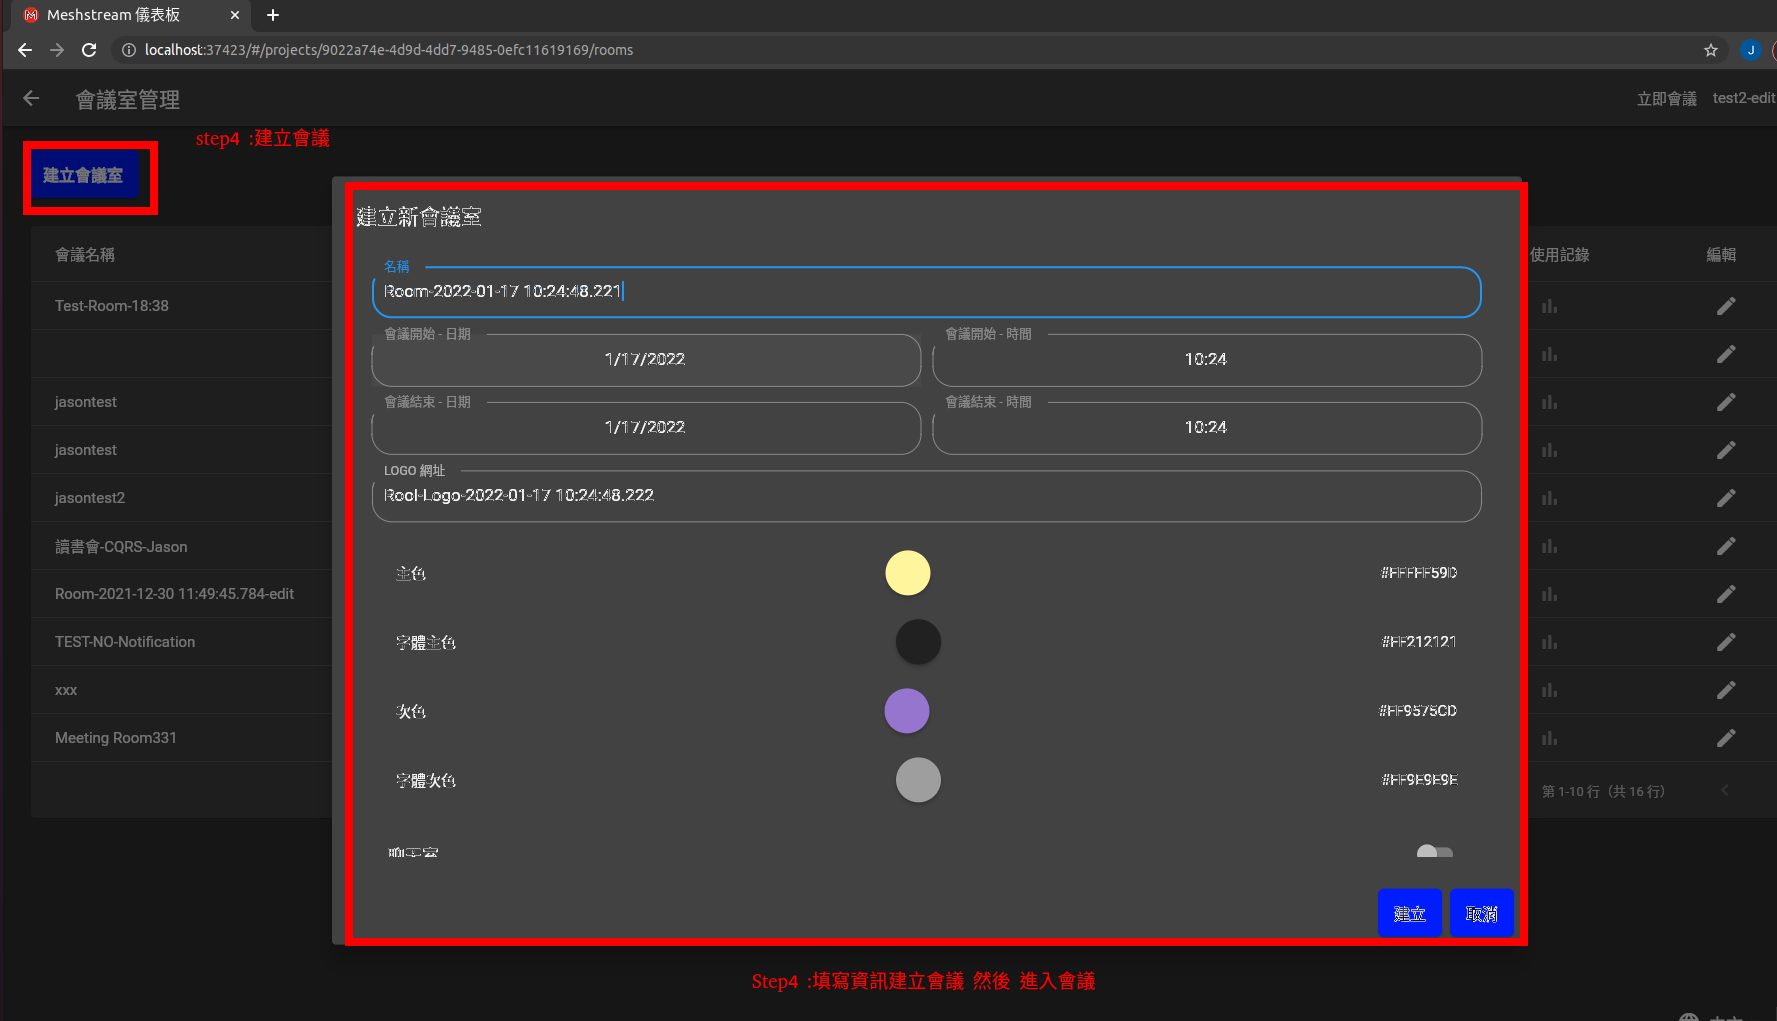 Meshstream 儀表板
localhost:37423/#/projects/9022a74e-4d9d-4dd7-9485-0efc11619169/rooms
J
會議室管理
立即會議 test2-edit
step4 :建立會議
建立會議室
建立新會議室
會議名稱
使用記錄
編輯
名稱
Room-2022-01-17 10:24:48.221
Test-Room-18:38
會議開始 - 日期
會議開始 - 時間
1/17/2022
10:24
jasontest
會議結束 - 日期
會議結束 - 時間
1/17/2022
10:24
jasontest
LOGO 網址
Rool-Logo-2022-01-17 10:24:48.222
jasontest2
讀書會-CQRS-Jason
主色
#FFFFF59D
Room-2021-12-30 11:49:45.784-edit
TEST-NO-Notification
字體主色
#FF212121
xxx
次色
#FF9575CD
Meeting Room331
字體次色
#FF9E9E9E
第 1-10 行（共 16 行）
建立
取消
Step4 :填寫資訊建立會議 然後 進入會議